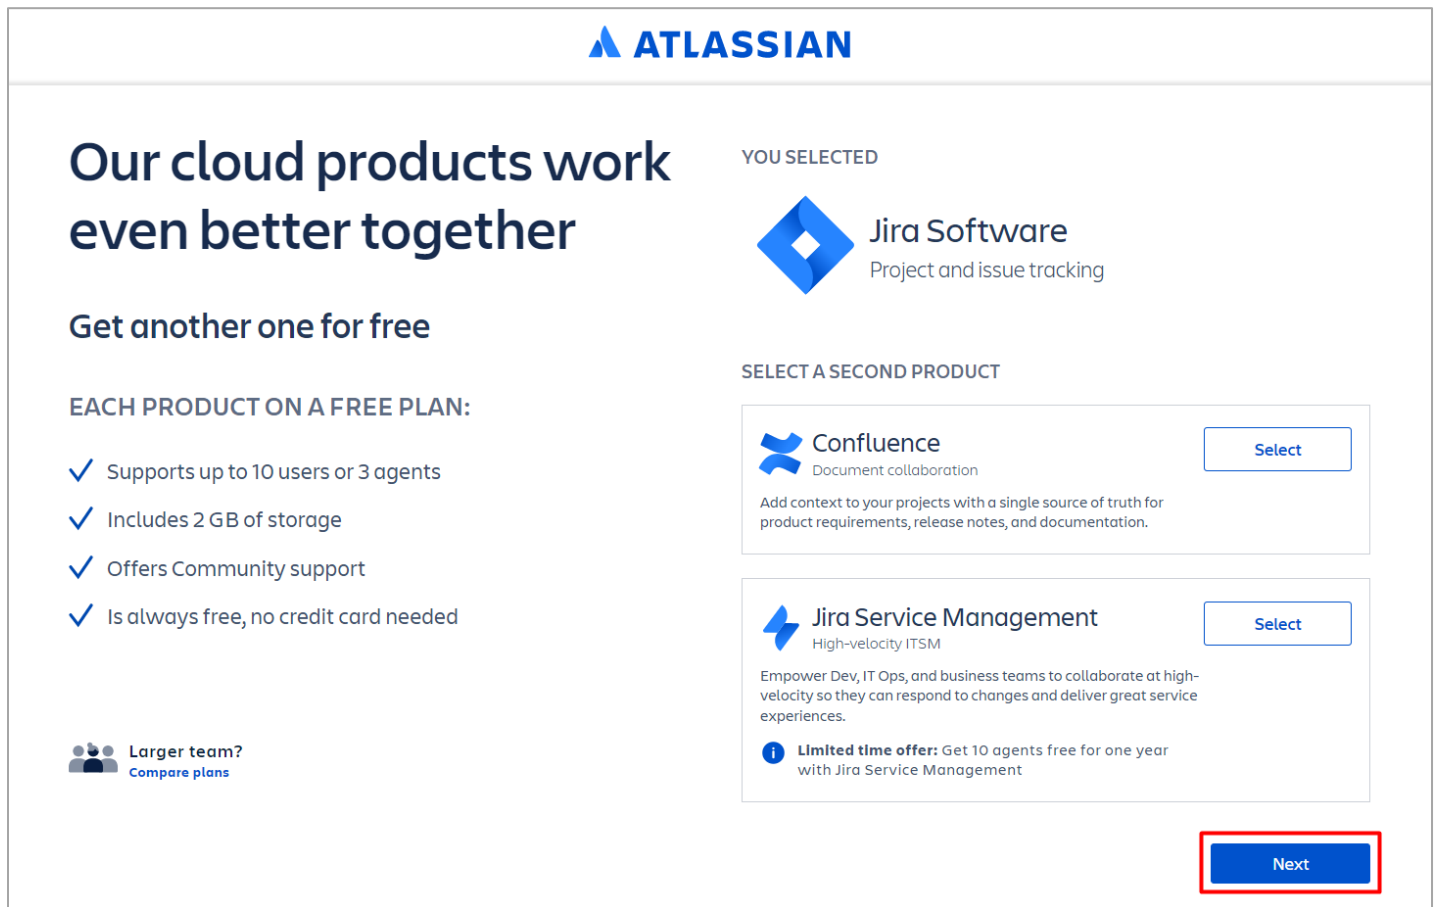 ATLASSIAN
Our cloud products work
even better together
Get another one for free
EACH PRODUCT ON A FREE PLAN:
Supports up to 10 users or 3 agents
Includes 2 GB of storage
Offers Community support
Is always free, no credit card needed
Larger team?
Compare plans
YOU SELECTED
Jira Software
Project and issue tracking
SELECT A SECOND PRODUCT
Confluence
Document collaboration
Select
Add context to your projects with a single source of truth for
product requirements, release notes, and documentation.
Jira Service Management
High-velocity ITSM
Select
Empower Dev, IT Ops, and business teams to collaborate at high-
velocity so they can respond to changes and deliver great service
experiences.
Limited time offer: Get 10 agents free for one year
with Jira Service Management
Next